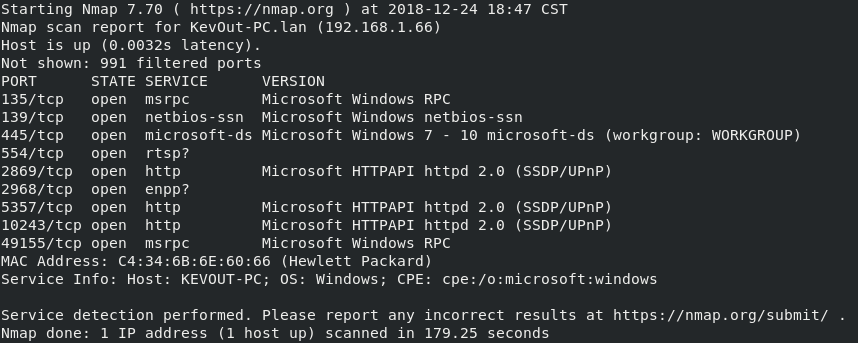 Starting Nmap 7.70 ( https://nmap.org ) at 2018-12-24 18:47 CST
Nmap scan report for KevOut-PC.lan (192.168.1.66)
Host is up (0.0032s latency).
Not shown: 991 filtered ports
PORT      STATE SERVICE      VERSION
135/tcp   open  msrpc        Microsoft Windows RPC
139/tcp   open  netbios-ssn  Microsoft Windows netbios-ssn
445/tcp   open  microsoft-ds Microsoft Windows 7 - 10 microsoft-ds (workgroup: WORKGROUP)
554/tcp   open  rtsp?
2869/tcp  open  http         Microsoft HTTPAPI httpd 2.0 (SSDP/UPnP)
2968/tcp  open  enpp?
5357/tcp  open  http         Microsoft HTTPAPI httpd 2.0 (SSDP/UPnP)
10243/tcp open  http         Microsoft HTTPAPI httpd 2.0 (SSDP/UPnP)
49155/tcp open  msrpc        Microsoft Windows RPC
MAC Address: C4:34:6B:6E:60:66 (Hewlett Packard)
Service Info: Host: KEVOUT-PC; OS: Windows; CPE: cpe:/o:microsoft:windows

Service detection performed. Please report any incorrect results at https://nmap.org/submit/ .
Nmap done: 1 IP address (1 host up) scanned in 179.25 seconds